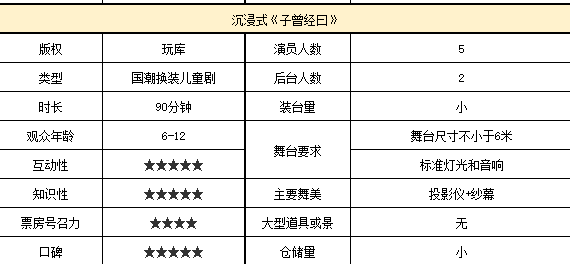 沉浸式《子曾经曰》
版权 玩库 演员人数 5
类型 国潮换装儿童剧 后台人数 2
时长 90分钟 装台量 小
观众年龄 6-12 舞台要求 舞台尺寸不小于6米
互动性 ★★★★★ 标准灯光和音响
知识性 ★★★★★ 主要舞美 投影仪+纱幕
票房号召力 ★★★★ 大型道具或景 无
口碑 ★★★★★ 仓储量 小